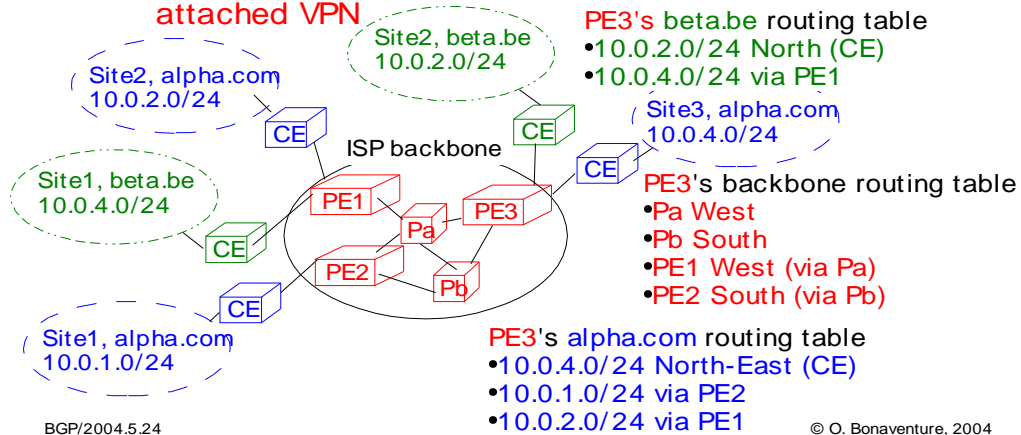 attached VPN
PE3's beta.be routing table
•10.0.2.0/24 North (CE)
•10.0.4.0/24 via PE1
Site2, beta.be
10.0.2.0/24
Site2, alpha.com
10.0.2.0/24
Site3, alpha.com
10.0.4.0/24
CE
CE
CE
ISP backbone
Site1, beta.be
10.0.4.0/24
PE1
PE3
Pa
CE
PE2
Pb
CE
PE3's backbone routing table
•Pa West
•Pb South
•PE1 West (via Pa)
•PE2 South (via Pb)
Site1, alpha.com
10.0.1.0/24
PE3's alpha.com routing table
•10.0.4.0/24 North-East (CE)
•10.0.1.0/24 via PE2
•10.0.2.0/24 via PE1
BGP/2004.5.24
© O. Bonaventure, 2004